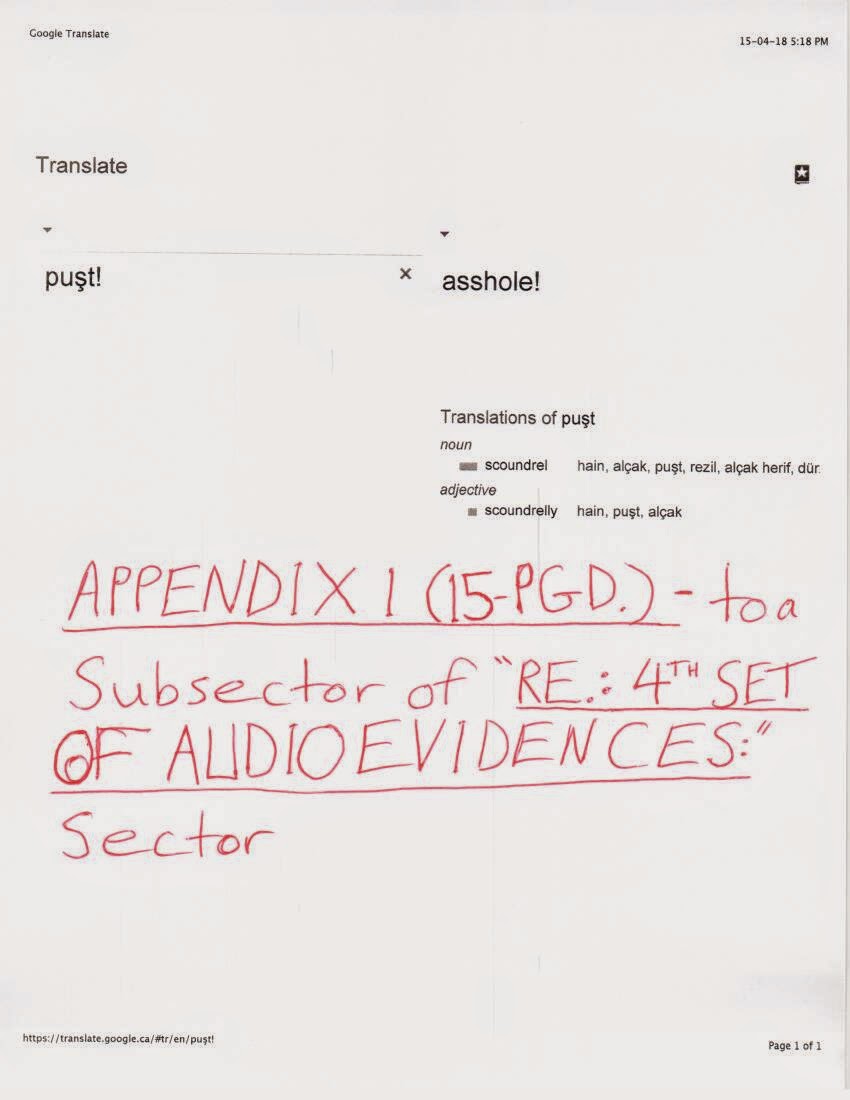 Google Translate
15-04-18 5:18 PM
Translate
puşt!
×
asshole!
Translations of puşt
noun
scoundrel hain, alçak, puşt, rezil, alçak herif, dür
adjective
scoundrelly hain, puşt, alçak
APPENDIX 1 (15-PGD.) - to a
Subsector of "RE.: 4TH SET
OF AUDIO EVIDENCES:"
Sector
https://translate.google.ca/#tr/en/puşt!
Page 1 of 1